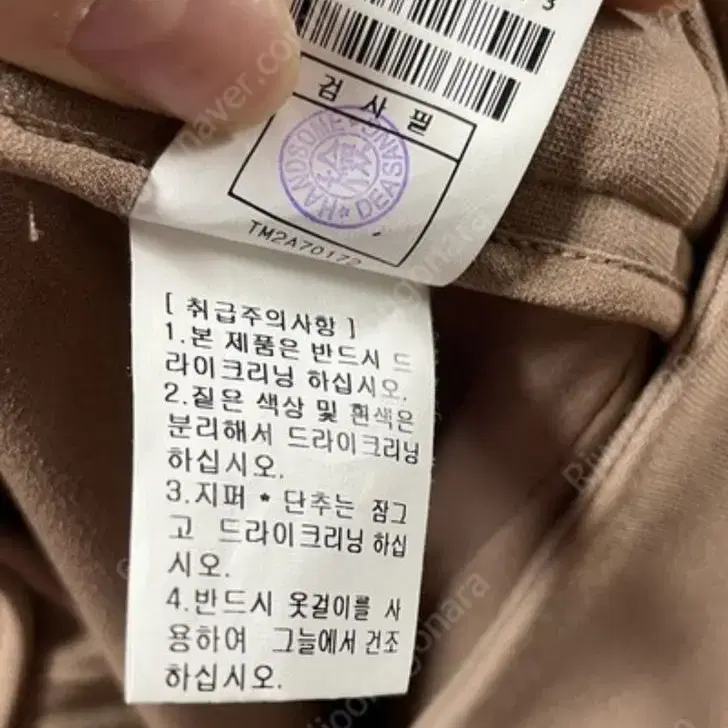 검사필
HANDSOME
DEASANG
TM2A70172
[ 취급주의사항 ]
1.본 제품은 반드시 드
라이크리닝 하십시오.
2.짙은 색상 및 흰색은
분리해서 드라이크리닝
하십시오.
3.지퍼 * 단추는 잠그
고 드라이크리닝 하십
시오.
4.반드시 옷걸이를 사
용하여 그늘에서 건조
하십시오.